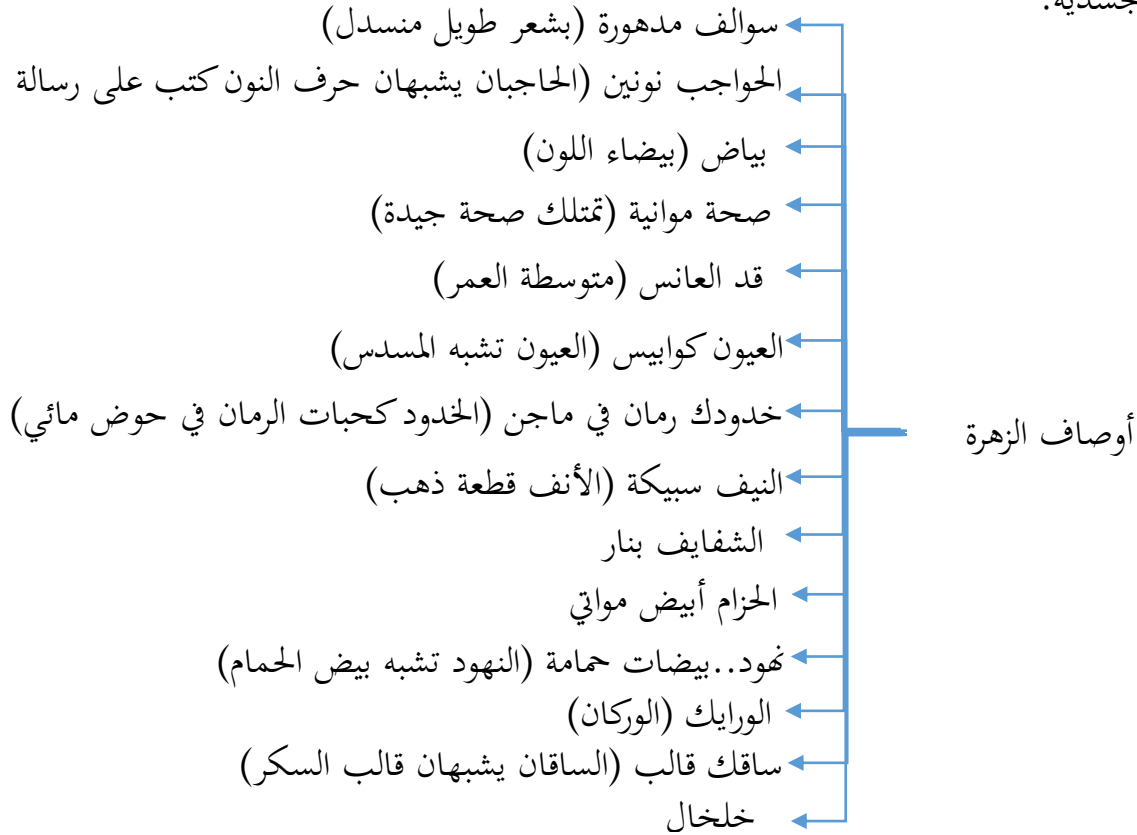 جسدية.
سوالف مدهورة (بشعر طويل منسدل)
الحواجب نونين (الحاجبان يشبهان حرف النون كتب على رسالة
بياض (بيضاء اللون)
صحة موانية (تمتلك صحة جيدة)
قد العانس (متوسطة العمر)
العيون كوابيس (العيون تشبه المسدس)
خدودك رمان في ماجن (الخدود كحبات الرمان في حوض مائي)
أوصاف الزهرة
النيف سبيكة (الأنف قطعة ذهب)
الشفايف بنار
الحزام أبيض مواتي
نهود..بيضات حمامة (النهود تشبه بيض الحمام)
الورايك (الوركان)
ساقك قالب (الساقان يشبهان قالب السكر)
خلخال